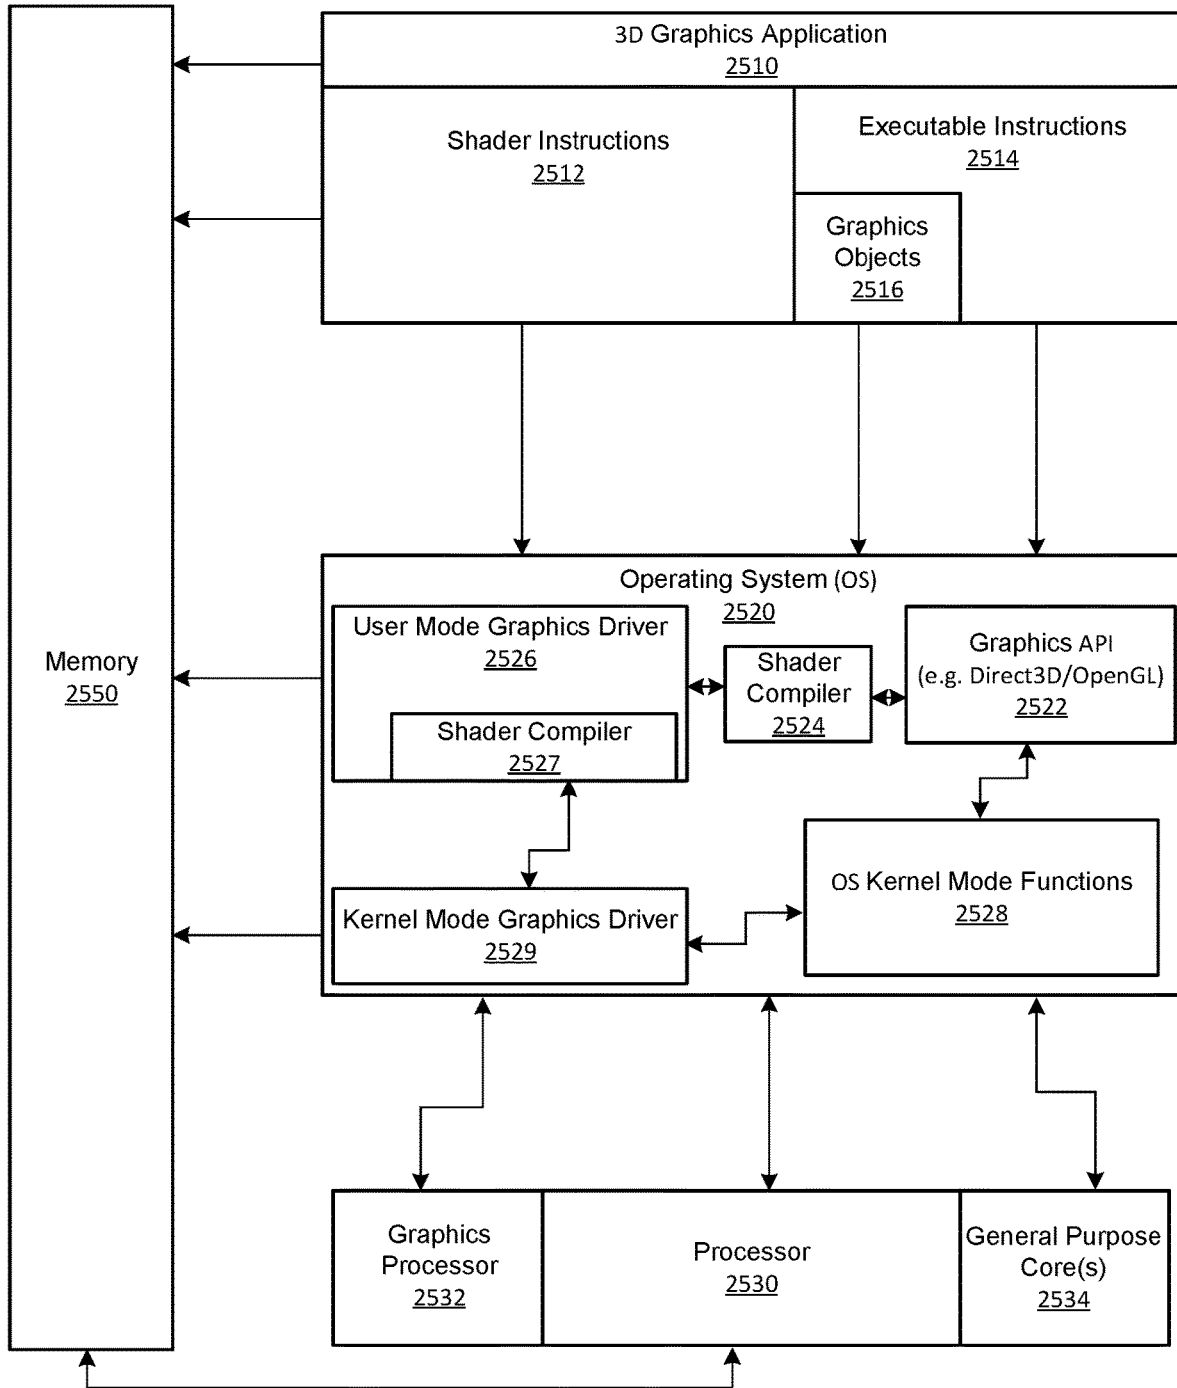 3D Graphics Application
2510
Shader Instructions
2512
Executable Instructions
2514
Graphics
Objects
2516
Operating System (OS)
2520
User Mode Graphics Driver
2526
Shader Compiler
2527
Shader
Compiler
2524
Graphics API
(e.g. Direct3D/OpenGL)
2522
Memory
2550
OS Kernel Mode Functions
2528
Kernel Mode Graphics Driver
2529
Graphics
Processor
2532
Processor
2530
General Purpose
Core(s)
2534